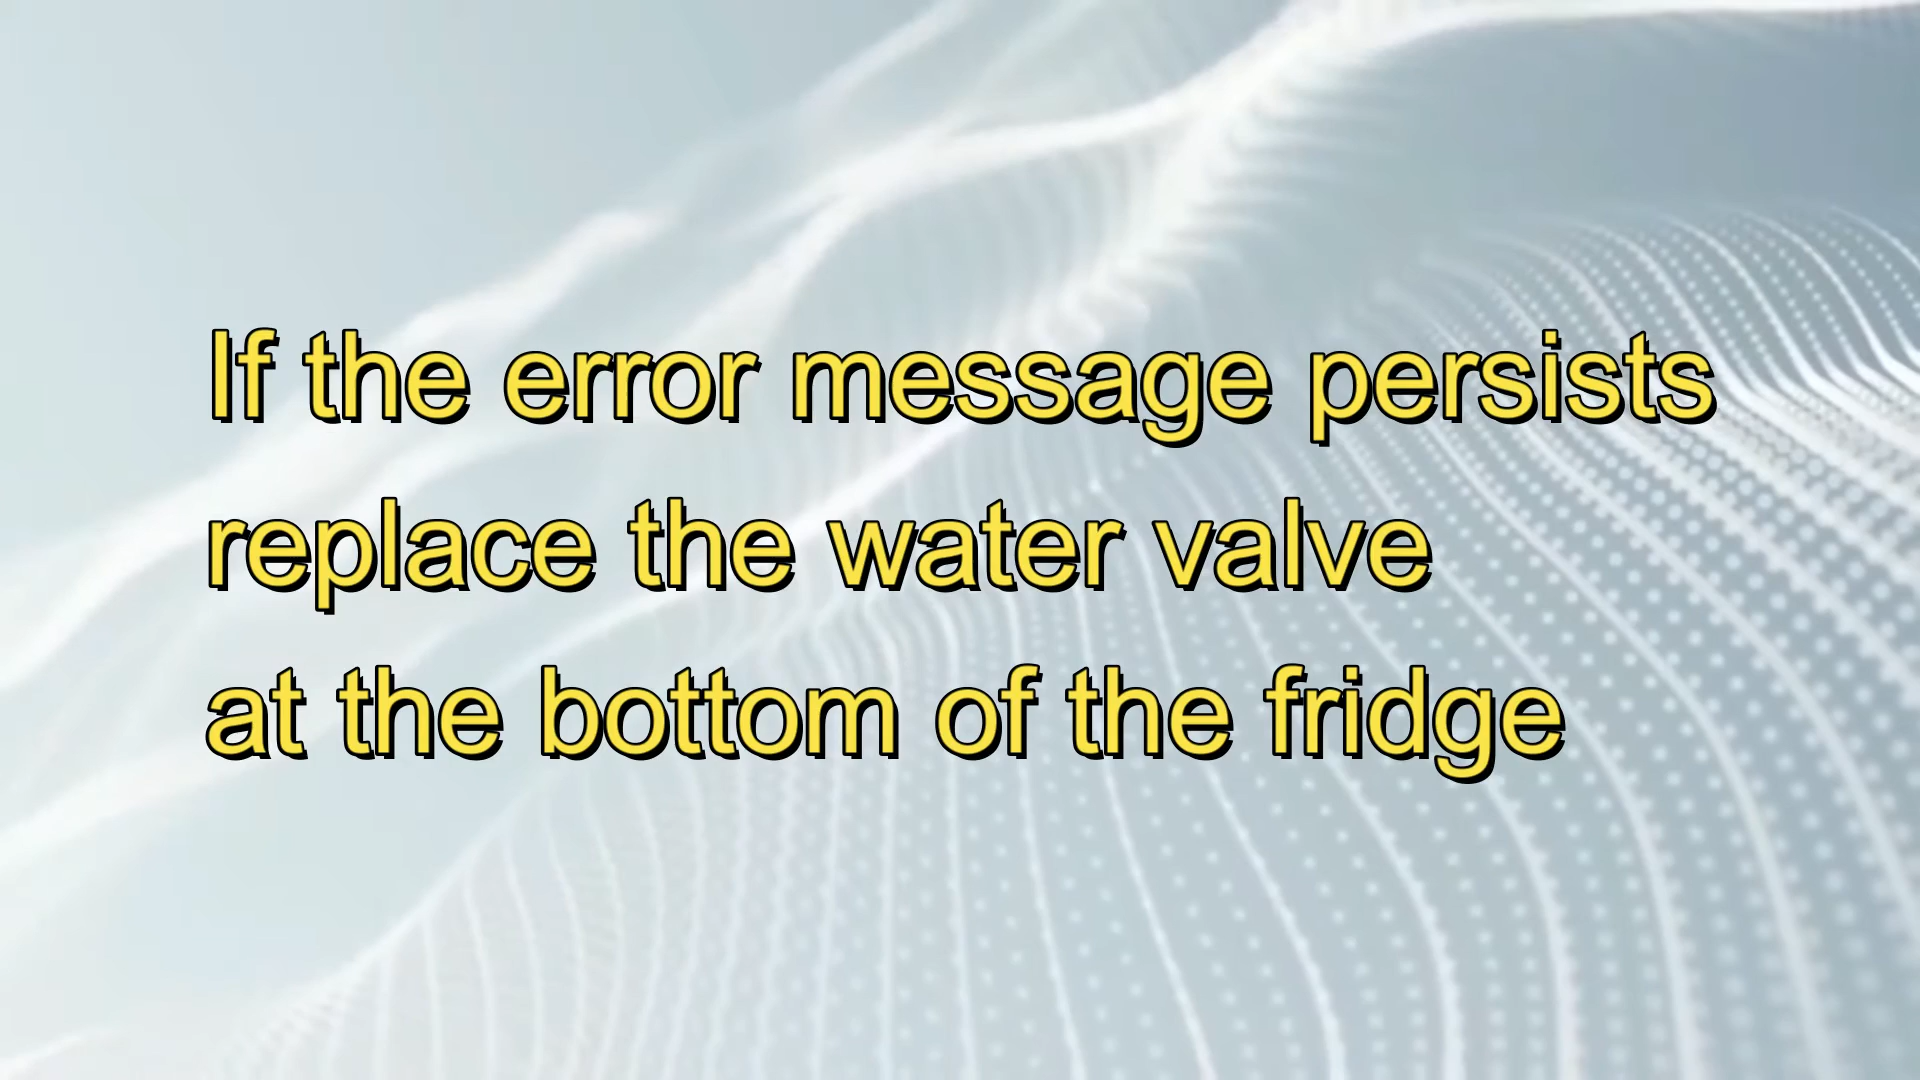 If the error message persists
replace the water valve
at the bottom of the fridge